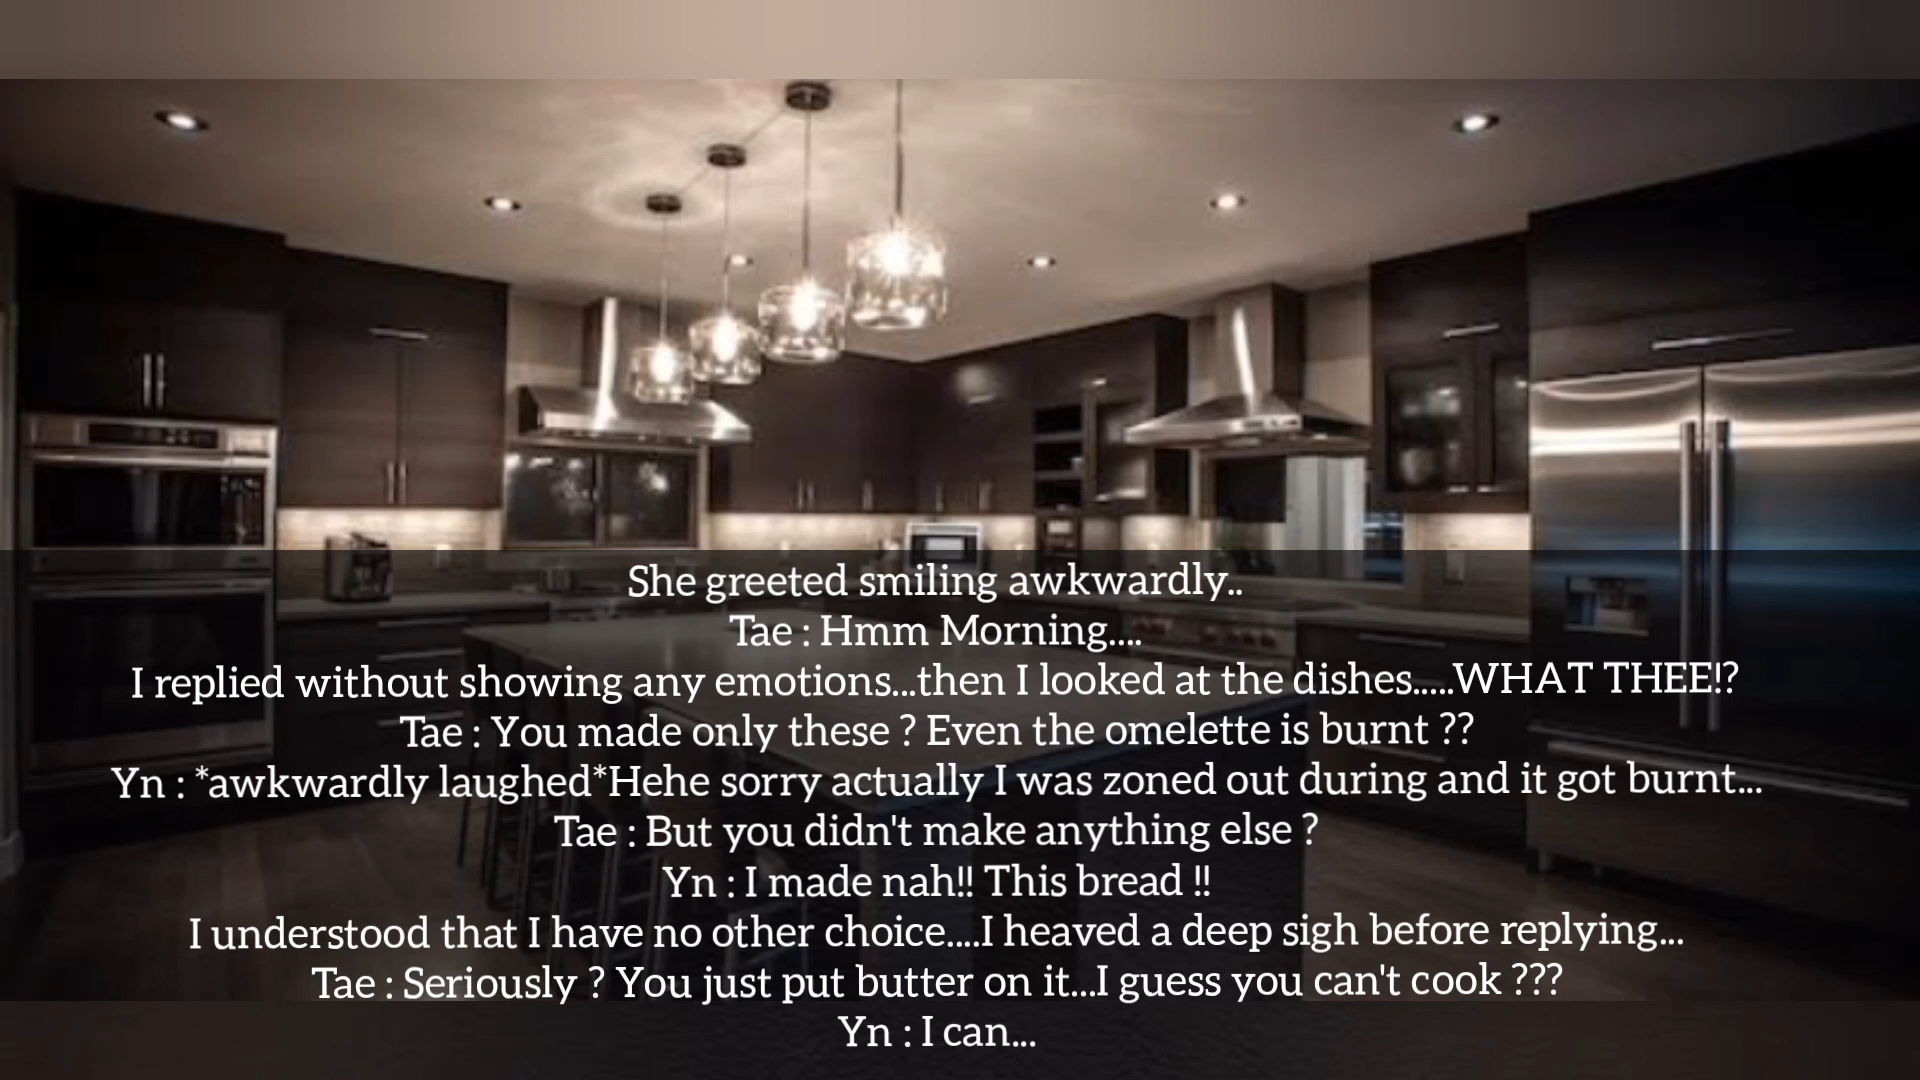 She greeted smiling awkwardly..
Tae : Hmm Morning....
I replied without showing any emotions...then I looked at the dishes.....WHAT THEE!?
Tae : You made only these ? Even the omelette is burnt ??
Yn : *awkwardly laughed*Hehe sorry actually I was zoned out during and it got burnt...
Tae : But you didn't make anything else ?
Yn : I made nah!! This bread !!
I understood that I have no other choice....I heaved a deep sigh before replying...
Tae : Seriously ? You just put butter on it...I guess you can't cook ???
Yn : I can...